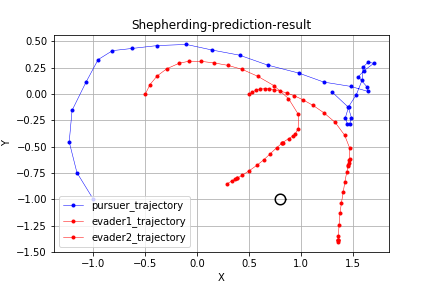 Shepherding-prediction-result
0.50
0.25
0.00
−0.25
−0.50
−0.75
−1.00
−1.25
−1.50
Y
pursuer_trajectory
evader1_trajectory
evader2_trajectory
−1.0
−0.5
0.0
0.5
1.0
1.5
X